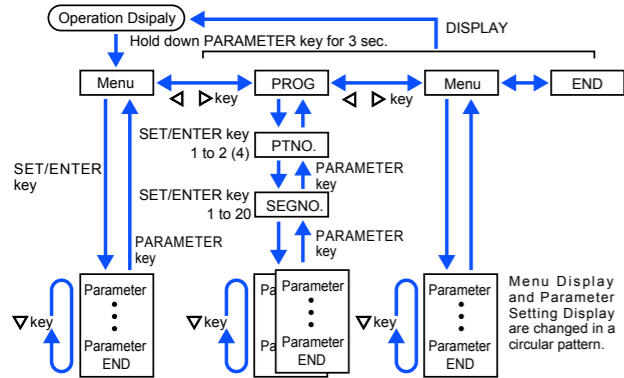 Operation Dsipaly
DISPLAY
Hold down PARAMETER key for 3 sec.
Menu
PROG
Menu
END
◁ ▷ key
◁ ▷ key
SET/ENTER key
1 to 2 (4)
PTNO.
PARAMETER
key
SET/ENTER
key
SET/ENTER key
1 to 20
SEGNO.
PARAMETER
key
PARAMETER
key
Parameter
Parameter
END
▽ key
Pa
Parameter
Parameter
END
▽ key
Parameter
Parameter
END
▽ key
Menu Display
and Parameter
Setting Display
are changed in a
circular pattern.